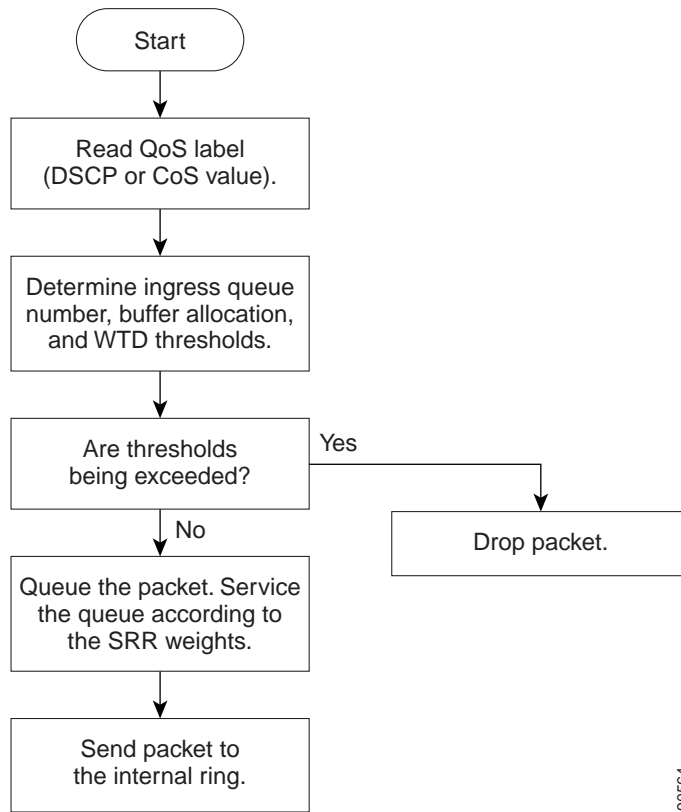 Start
Read QoS label
(DSCP or CoS value).
Determine ingress queue
number, buffer allocation,
and WTD thresholds.
Are thresholds
being exceeded?
Yes
No
Drop packet.
Queue the packet. Service
the queue according to
the SRR weights.
Send packet to
the internal ring.